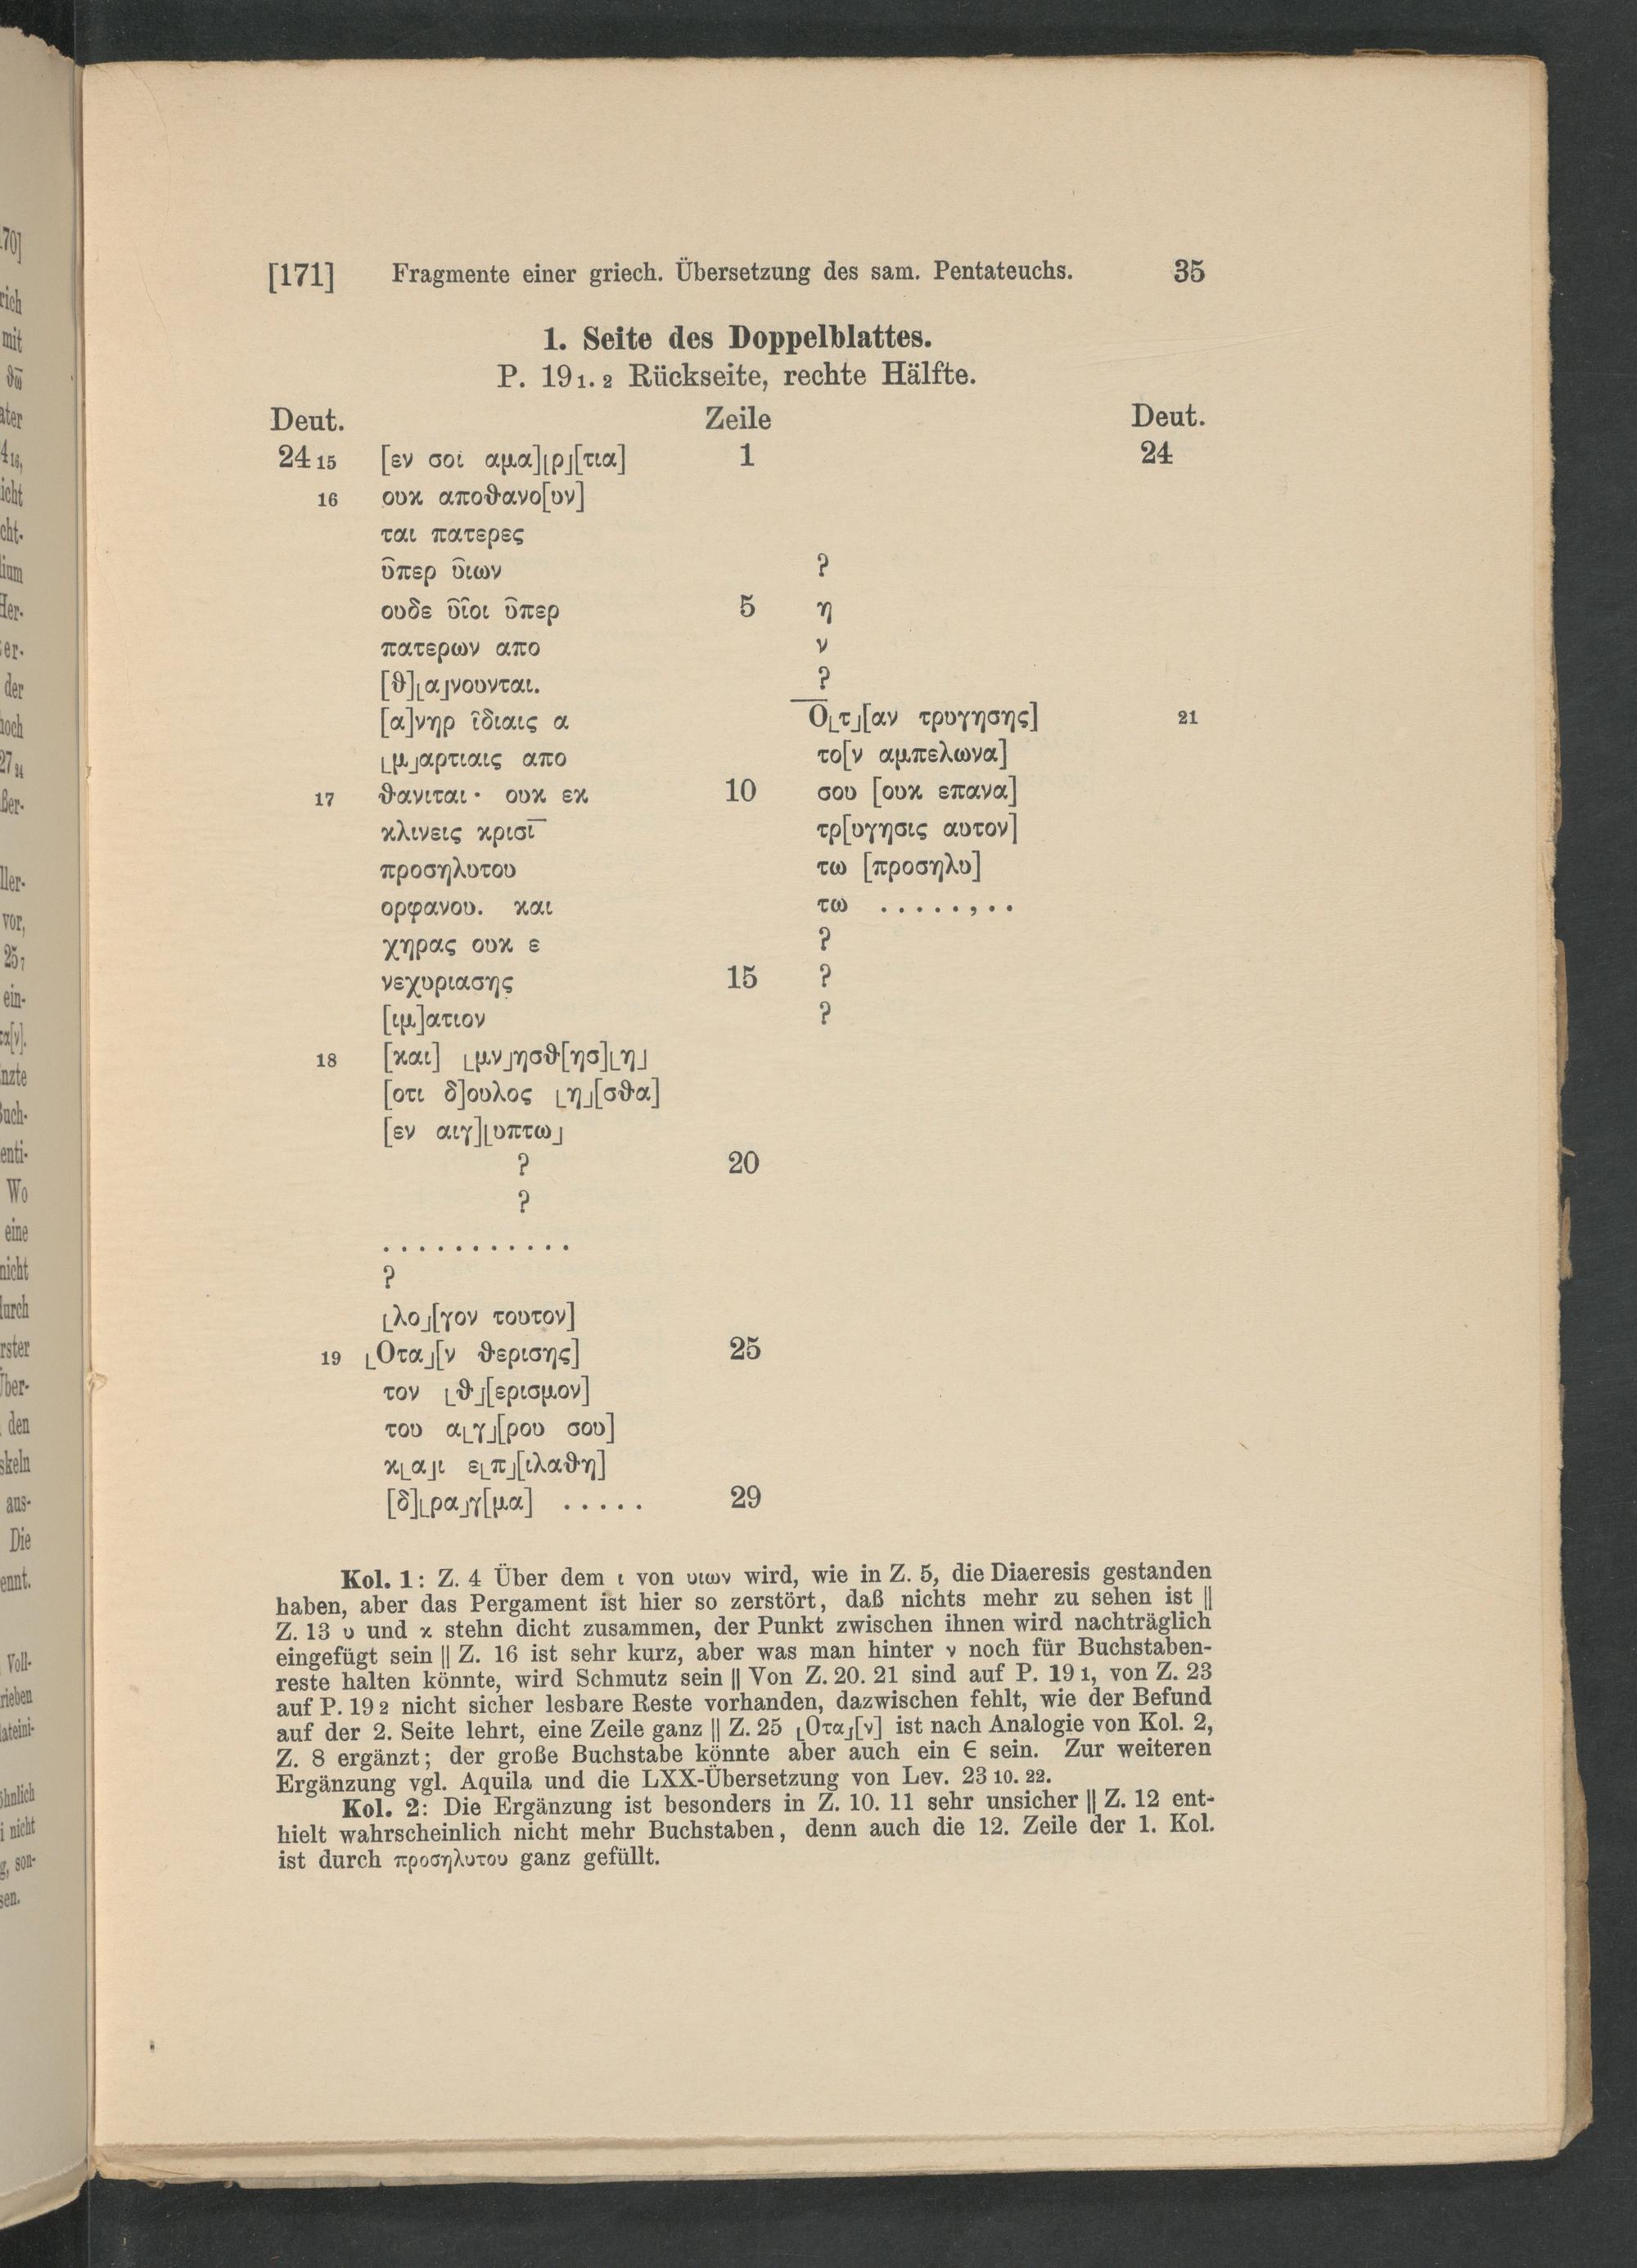 [171] Fragmente einer griech. Übersetzung des sam. Pentateuchs. 35
1. Seite des Doppelblattes.
P. 19 1. 2 Rückseite, rechte Hälfte.
Deut. Zeile Deut.
24 15 [εν σοι αμα]⌊ρ⌋[τια] 1 24
16 ουκ αποθανο[υν]
ται πατερες
υ̑περ υ̑ιων ?
ουδε υ̑ι̑οι υ̑περ 5 η
πατερων απο ν
[θ]⌊α⌋νουνται. ?
[α]νηρ ι̑διαις α Ο⌊τ⌋[αν τρυγησης] 21
⌊μ⌋αρτιαις απο το[ν αμπελωνα]
17 θανιται· ουκ εκ 10 σου [ουκ επανα]
κλινεις κρισι̅ τρ[υγησις αυτον]
προσηλυτου τω [προσηλυ]
ορφανου. και τω .....,..
χηρας ουκ ε ?
νεχυριασης 15 ?
[ιμ]ατιον ?
18 [και] ⌊μν⌋ησθ[ησ]⌊η⌋
[οτι δ]ουλος ⌊η⌋[σθα]
[εν αιγ]⌊υπτω⌋
? 20
?
...........
?
⌊λο⌋[γον τουτον]
19 ⌊Οτα⌋[ν θερισης] 25
τον ⌊θ⌋[ερισμον]
του α⌊γ⌋[ρου σου]
κ⌊α⌋ι ε⌊π⌋[ιλαθη]
[δ]⌊ρα⌋γ[μα] ..... 29
Kol. 1: Z. 4 Über dem ι von υιων wird, wie in Z. 5, die Diaeresis gestanden
haben, aber das Pergament ist hier so zerstört, daß nichts mehr zu sehen ist ||
Z. 13 υ und κ stehn dicht zusammen, der Punkt zwischen ihnen wird nachträglich
eingefügt sein || Z. 16 ist sehr kurz, aber was man hinter ν noch für Buchstaben-
reste halten könnte, wird Schmutz sein || Von Z. 20. 21 sind auf P. 19 1, von Z. 23
auf P. 19 2 nicht sicher lesbare Reste vorhanden, dazwischen fehlt, wie der Befund
auf der 2. Seite lehrt, eine Zeile ganz || Z. 25 ⌊Οτα⌋[ν] ist nach Analogie von Kol. 2,
Z. 8 ergänzt; der große Buchstabe könnte aber auch ein Ε sein. Zur weiteren
Ergänzung vgl. Aquila und die LXX-Übersetzung von Lev. 23 10. 22.
Kol. 2: Die Ergänzung ist besonders in Z. 10. 11 sehr unsicher || Z. 12 ent-
hielt wahrscheinlich nicht mehr Buchstaben, denn auch die 12. Zeile der 1. Kol.
ist durch προσηλυτου ganz gefüllt.